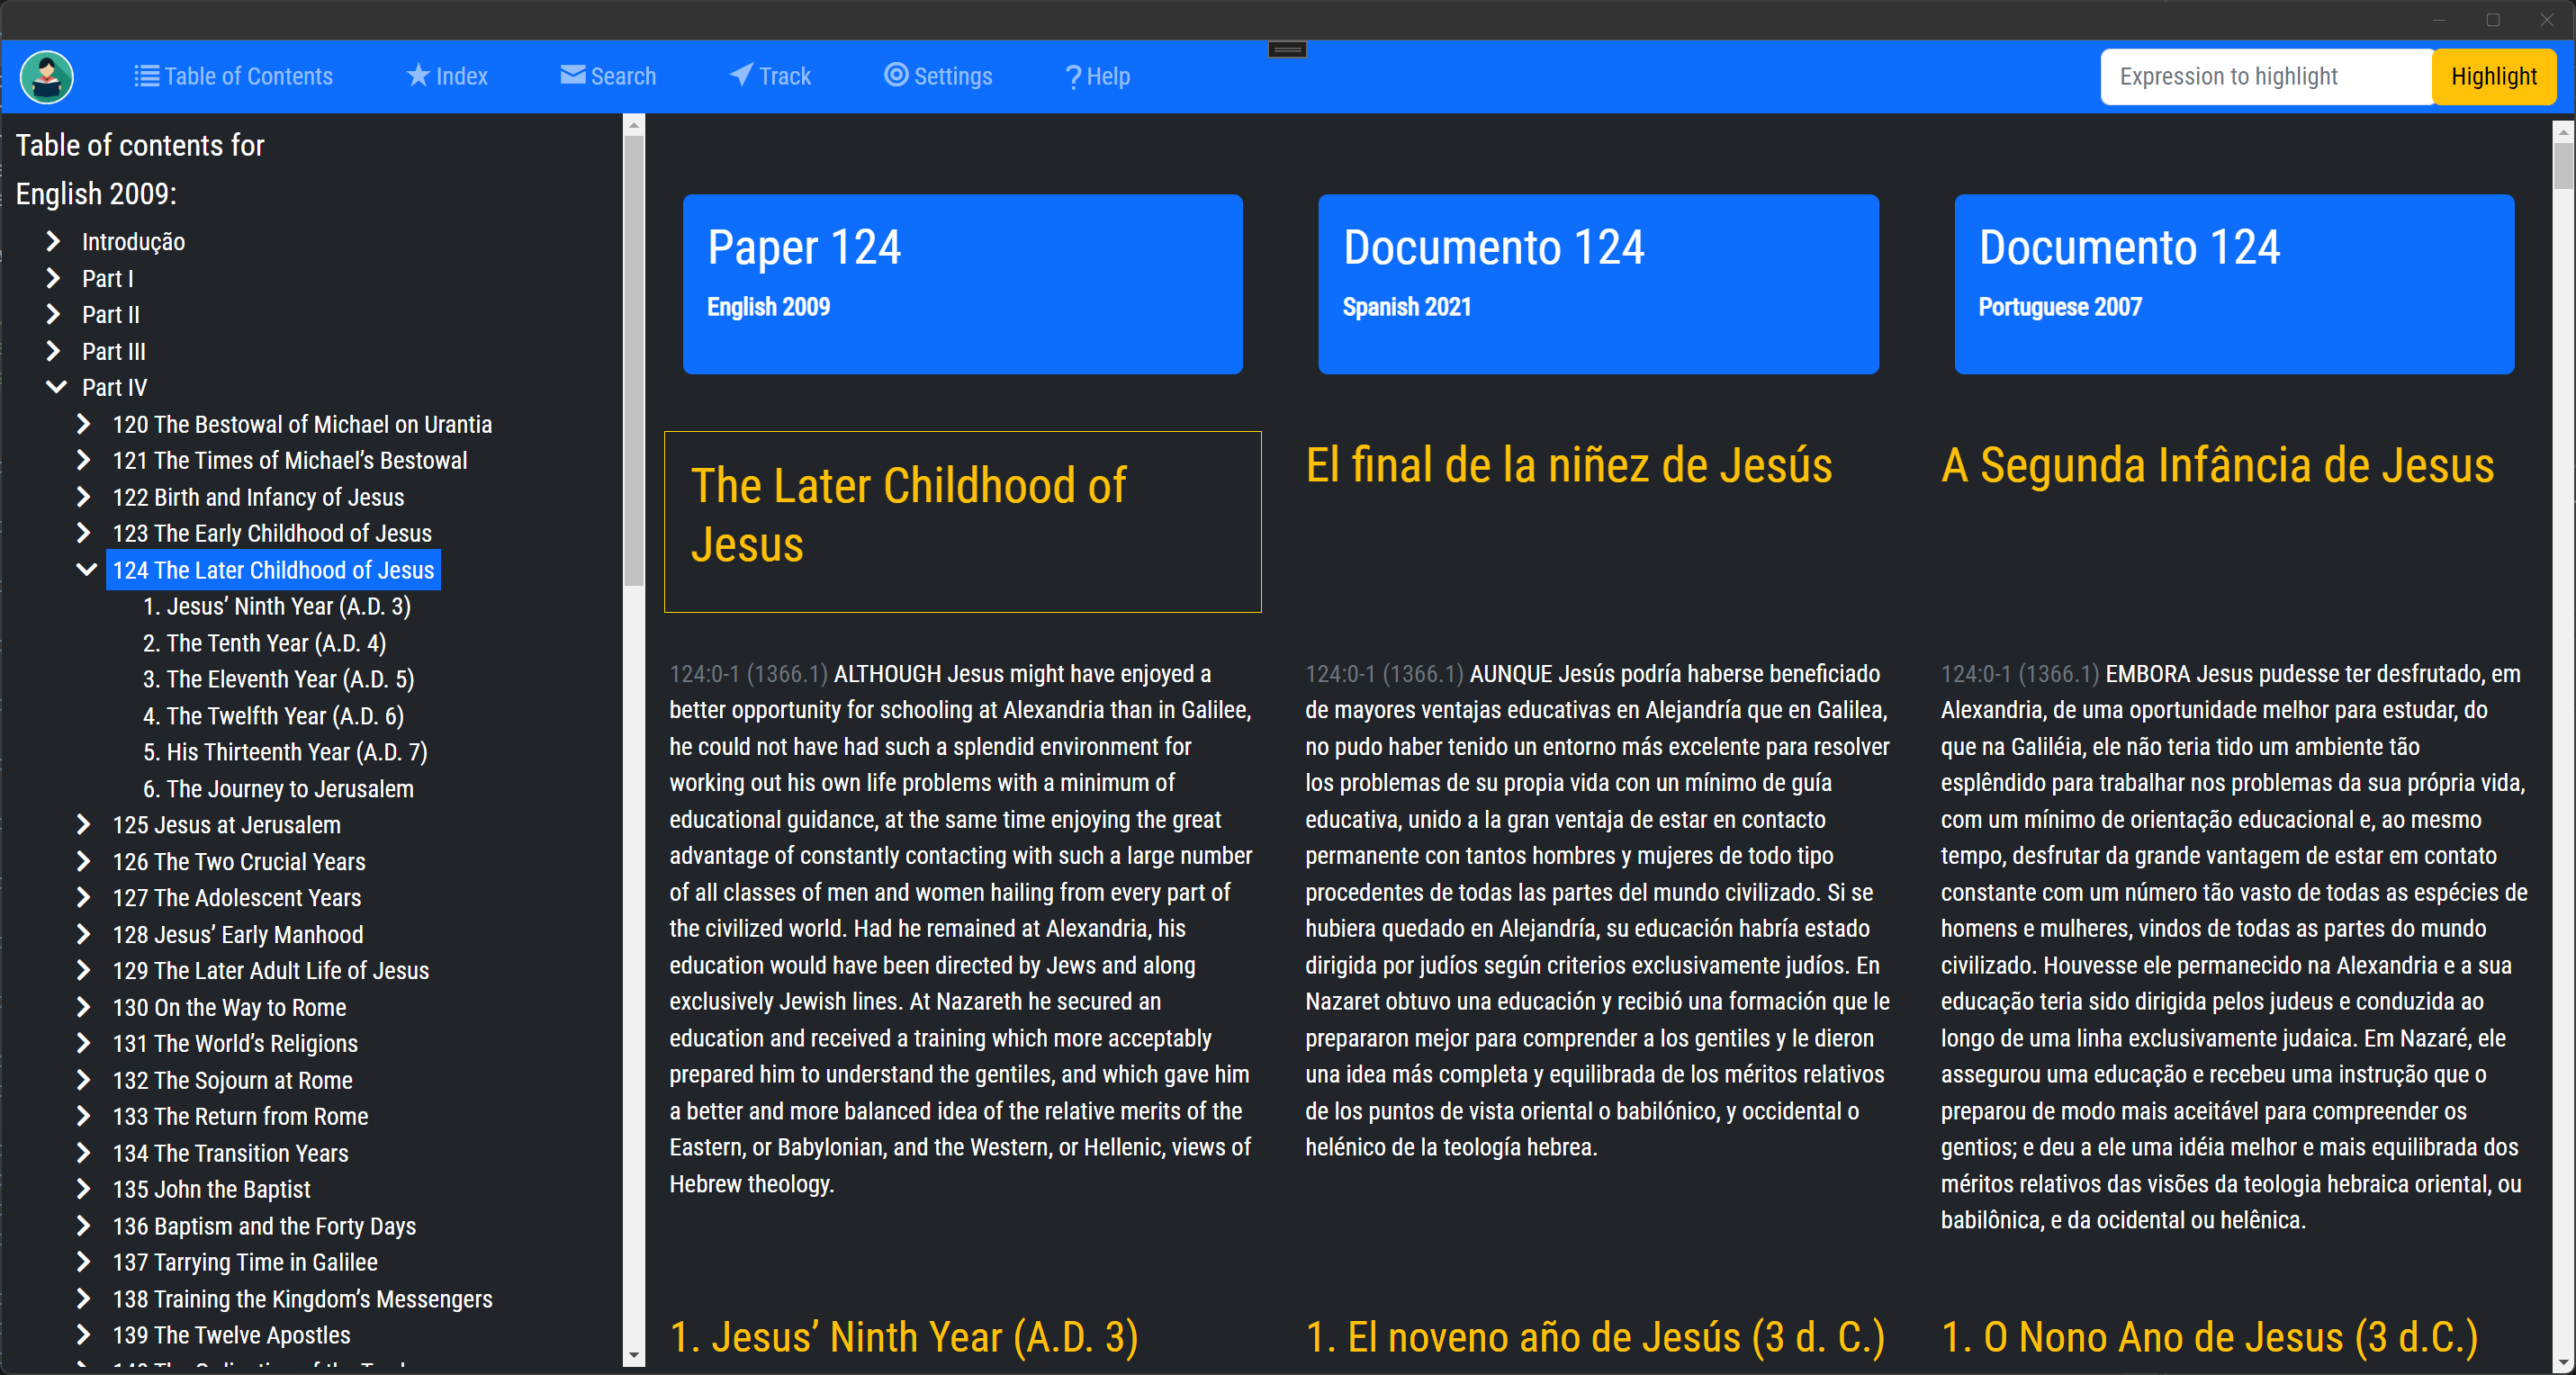 Table of Contents
Index
Search
Track
Settings
Help
Expression to highlight
Highlight
Table of contents for
English 2009:
Introdução
Part I
Part II
Part III
Part IV
120 The Bestowal of Michael on Urantia
121 The Times of Michael’s Bestowal
122 Birth and Infancy of Jesus
123 The Early Childhood of Jesus
124 The Later Childhood of Jesus
1. Jesus’ Ninth Year (A.D. 3)
2. The Tenth Year (A.D. 4)
3. The Eleventh Year (A.D. 5)
4. The Twelfth Year (A.D. 6)
5. His Thirteenth Year (A.D. 7)
6. The Journey to Jerusalem
125 Jesus at Jerusalem
126 The Two Crucial Years
127 The Adolescent Years
128 Jesus’ Early Manhood
129 The Later Adult Life of Jesus
130 On the Way to Rome
131 The World’s Religions
132 The Sojourn at Rome
133 The Return from Rome
134 The Transition Years
135 John the Baptist
136 Baptism and the Forty Days
137 Tarrying Time in Galilee
138 Training the Kingdom’s Messengers
139 The Twelve Apostles
Paper 124
English 2009
The Later Childhood of
Jesus
124:0-1 (1366.1) ALTHOUGH Jesus might have enjoyed a
better opportunity for schooling at Alexandria than in Galilee,
he could not have had such a splendid environment for
working out his own life problems with a minimum of
educational guidance, at the same time enjoying the great
advantage of constantly contacting with such a large number
of all classes of men and women hailing from every part of
the civilized world. Had he remained at Alexandria, his
education would have been directed by Jews and along
exclusively Jewish lines. At Nazareth he secured an
education and received a training which more acceptably
prepared him to understand the gentiles, and which gave him
a better and more balanced idea of the relative merits of the
Eastern, or Babylonian, and the Western, or Hellenic, views of
Hebrew theology.
1. Jesus’ Ninth Year (A.D. 3)
Documento 124
Spanish 2021
El final de la niñez de Jesús
124:0-1 (1366.1) AUNQUE Jesús podría haberse beneficiado
de mayores ventajas educativas en Alejandría que en Galilea,
no pudo haber tenido un entorno más excelente para resolver
los problemas de su propia vida con un mínimo de guía
educativa, unido a la gran ventaja de estar en contacto
permanente con tantos hombres y mujeres de todo tipo
procedentes de todas las partes del mundo civilizado. Si se
hubiera quedado en Alejandría, su educación habría estado
dirigida por judíos según criterios exclusivamente judíos. En
Nazaret obtuvo una educación y recibió una formación que le
prepararon mejor para comprender a los gentiles y le dieron
una idea más completa y equilibrada de los méritos relativos
de los puntos de vista oriental o babilónico, y occidental o
helénico de la teología hebrea.
1. El noveno año de Jesús (3 d. C.)
Documento 124
Portuguese 2007
A Segunda Infância de Jesus
124:0-1 (1366.1) EMBORA Jesus pudesse ter desfrutado, em
Alexandria, de uma oportunidade melhor para estudar, do
que na Galiléia, ele não teria tido um ambiente tão
esplêndido para trabalhar nos problemas da sua própria vida,
com um mínimo de orientação educacional e, ao mesmo
tempo, desfrutar da grande vantagem de estar em contato
constante com um número tão vasto de todas as espécies de
homens e mulheres, vindos de todas as partes do mundo
civilizado. Houvesse ele permanecido na Alexandria e a sua
educação teria sido dirigida pelos judeus e conduzida ao
longo de uma linha exclusivamente judaica. Em Nazaré, ele
assegurou uma educação e recebeu uma instrução que o
preparou de modo mais aceitável para compreender os
gentios; e deu a ele uma idéia melhor e mais equilibrada dos
méritos relativos das visões da teologia hebraica oriental, ou
babilônica, e da ocidental ou helênica.
1. O Nono Ano de Jesus (3 d.C.)